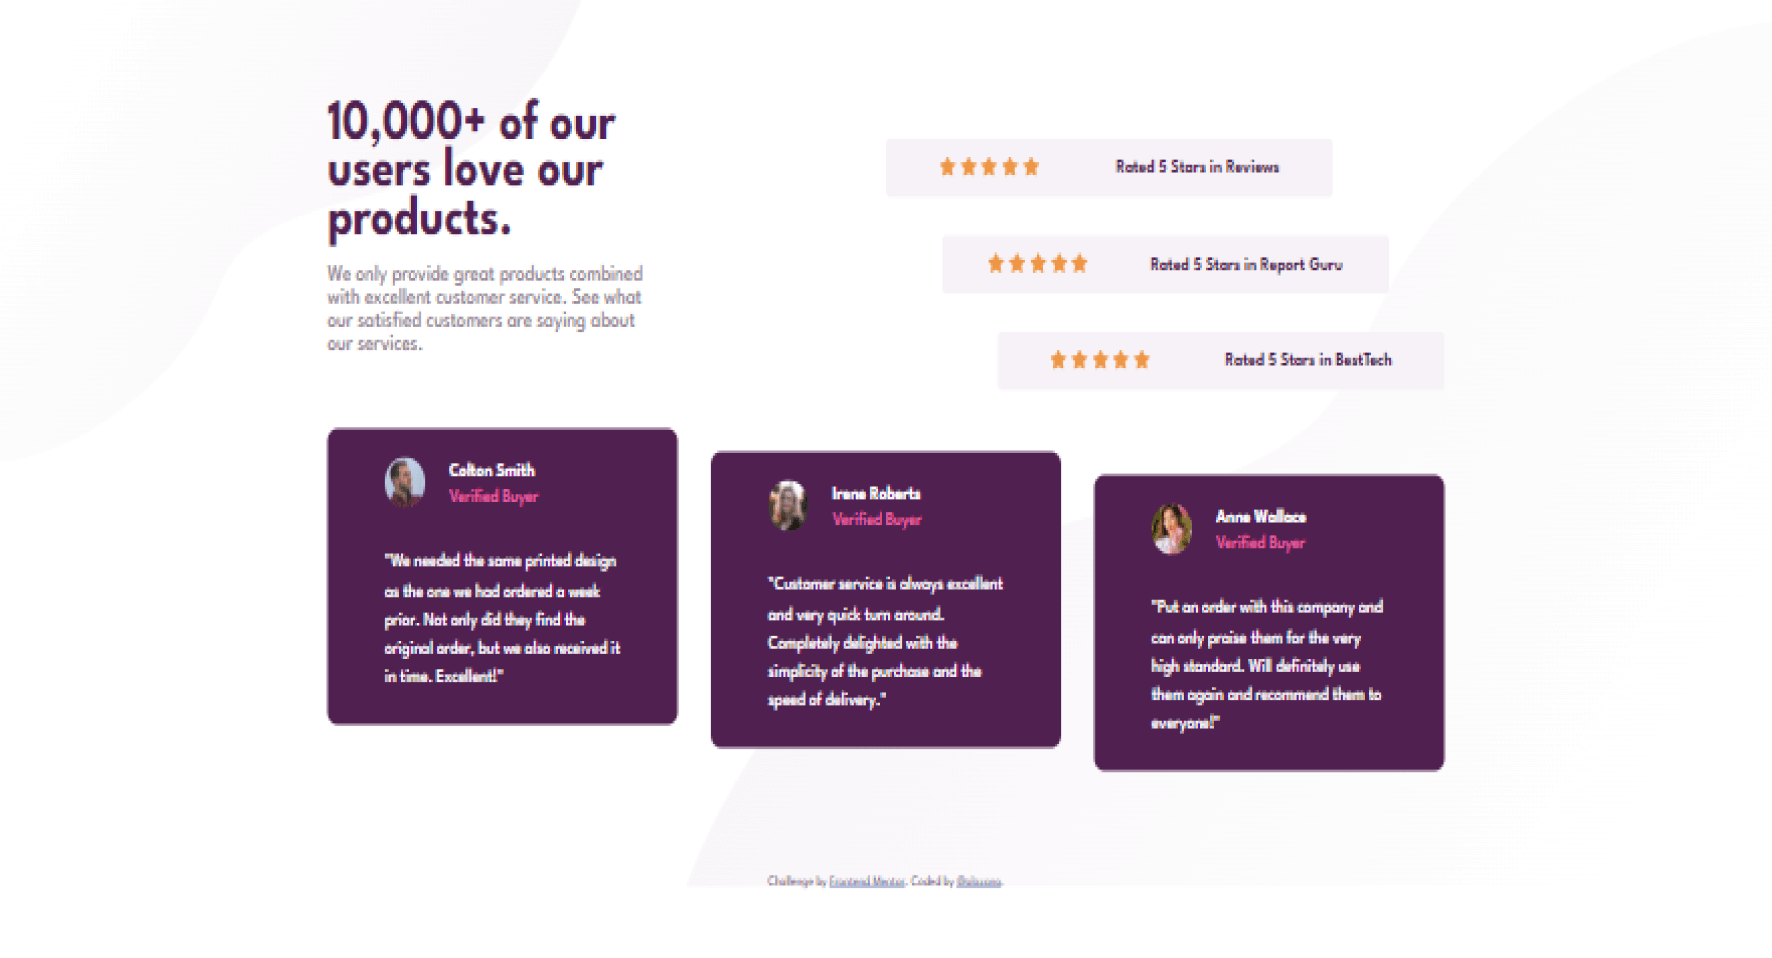 10,000+ of our
users love our
products.
We only provide great products combined
with excellent customer service. See what
our satisfied customers are saying about
our services.
Rated 5 Stars in Reviews
Rated 5 Stars in Report Guru
Rated 5 Stars in BestTech
Colton Smith
Verified Buyer
"We needed the same printed design
as the one we had ordered a week
prior. Not only did they find the
original order, but we also received it
in time. Excellent!"
Irene Roberts
Verified Buyer
"Customer service is always excellent
and very quick turn around.
Completely delighted with the
simplicity of the purchase and the
speed of delivery."
Anne Wallace
Verified Buyer
"Put an order with this company and
can only praise them for the very
high standard. Will definitely use
them again and recommend them to
everyone!"
Challenge by Frontend Mentor. Coded by